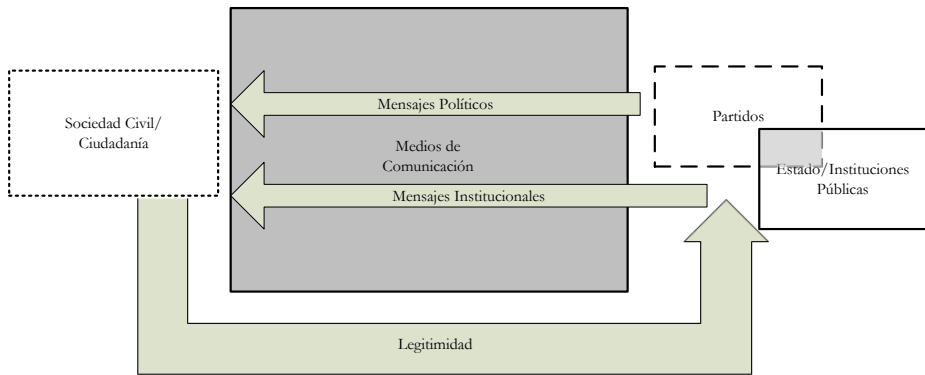 Sociedad Civil/
Ciudadanía
Mensajes Políticos
Medios de
Comunicación
Mensajes Institucionales
Partidos
Estado/Instituciones
Públicas
Legitimidad